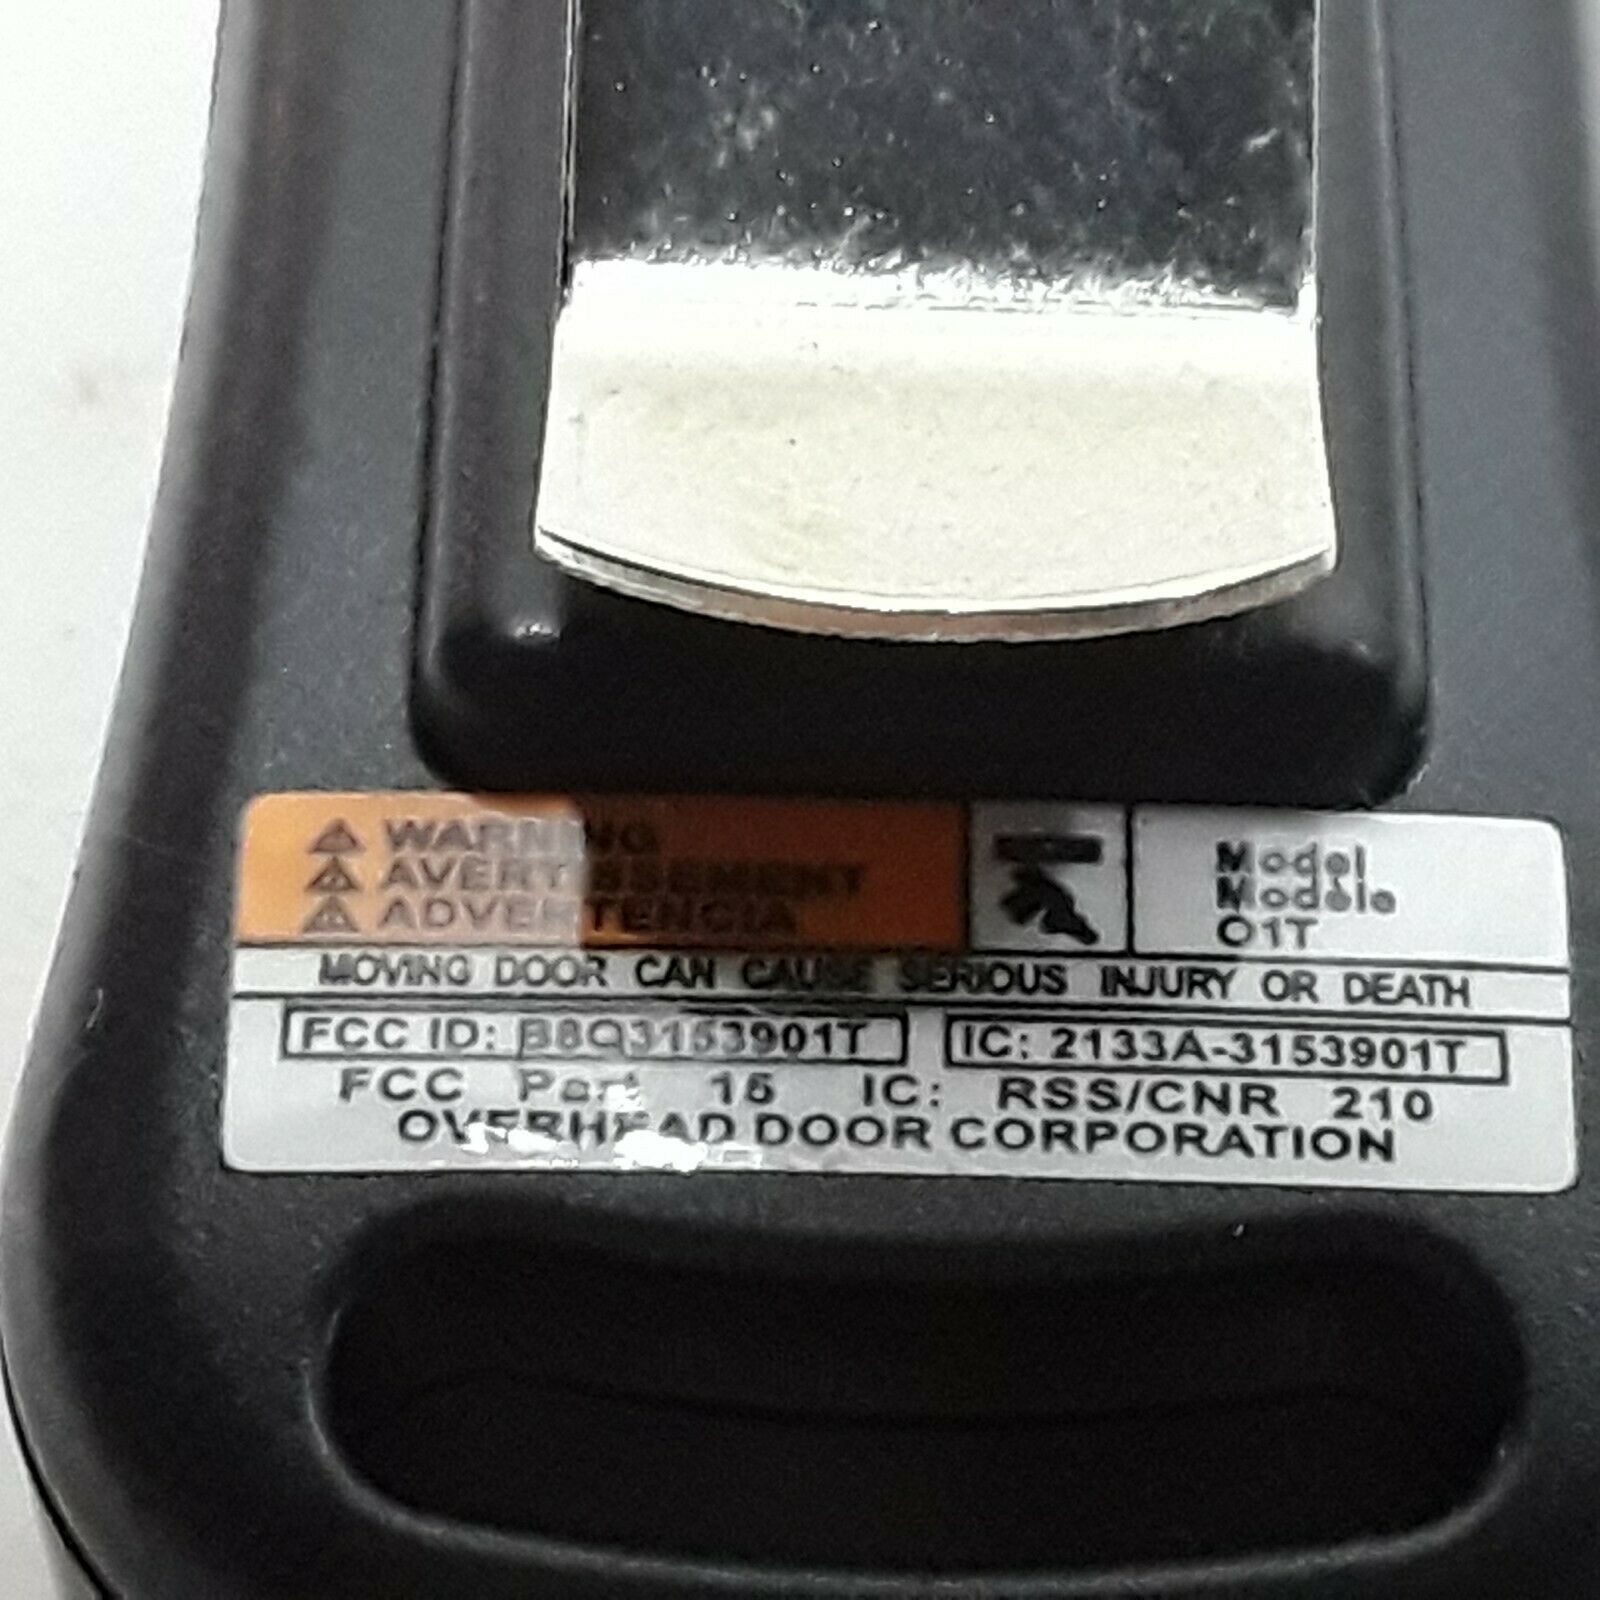 WARNING
AVERTISSEMENT
ADVERTENCIA
Model
Modèle
O1T
MOVING DOOR CAN CAUSE SERIOUS INJURY OR DEATH
FCC ID: B8Q3153901T
IC: 2133A-3153901T
FCC Part 15 IC: RSS/CNR 210
OVERHEAD DOOR CORPORATION